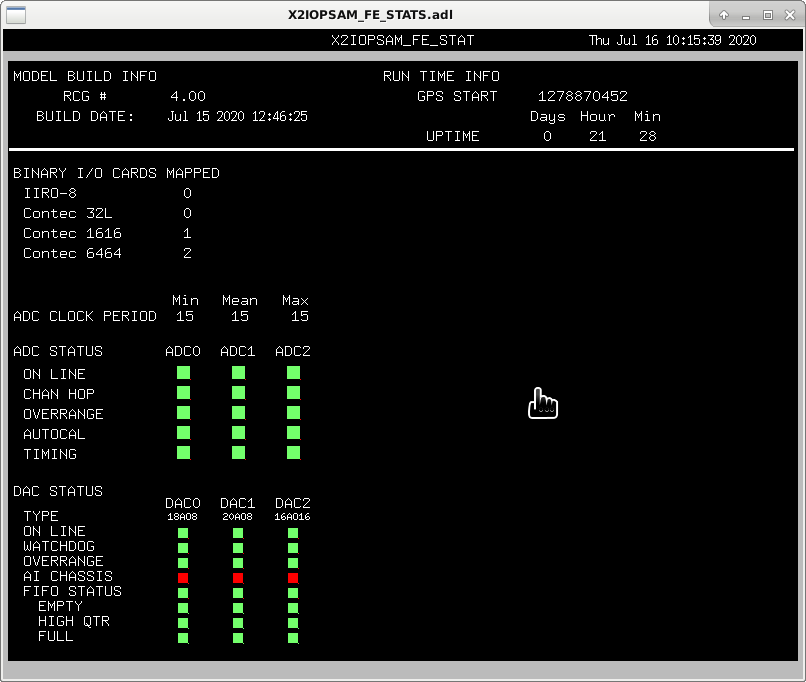 X2IOPSAM_FE_STATS.adl
X2IOPSAM_FE_STAT Thu Jul 16 10:15:39 2020
MODEL BUILD INFO RUN TIME INFO
RCG # 4.00 GPS START 1278870452
BUILD DATE: Jul 15 2020 12:46:25 Days Hour Min
UPTIME 0 21 28
BINARY I/O CARDS MAPPED
IIRO-8 0
Contec 32L 0
Contec 1616 1
Contec 6464 2
Min Mean Max
ADC CLOCK PERIOD 15 15 15
ADC STATUS ADC0 ADC1 ADC2
ON LINE
CHAN HOP
OVERRANGE
AUTOCAL
TIMING
DAC STATUS
DAC0 DAC1 DAC2
TYPE 18AO8 20AO8 16AO16
ON LINE
WATCHDOG
OVERRANGE
AI CHASSIS
FIFO STATUS
EMPTY
HIGH QTR
FULL